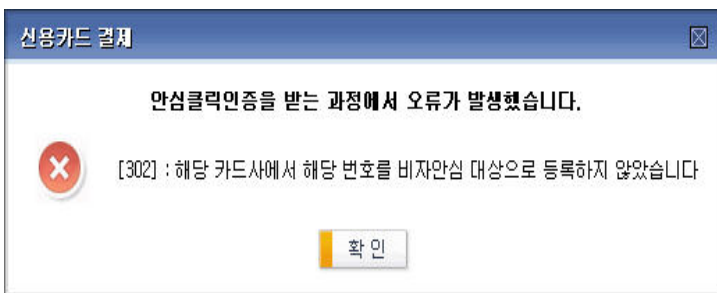 신용카드 결제
안심클릭인증을 받는 과정에서 오류가 발생했습니다.
[302] : 해당 카드사에서 해당 번호를 비자안심 대상으로 등록하지 않았습니다
확인